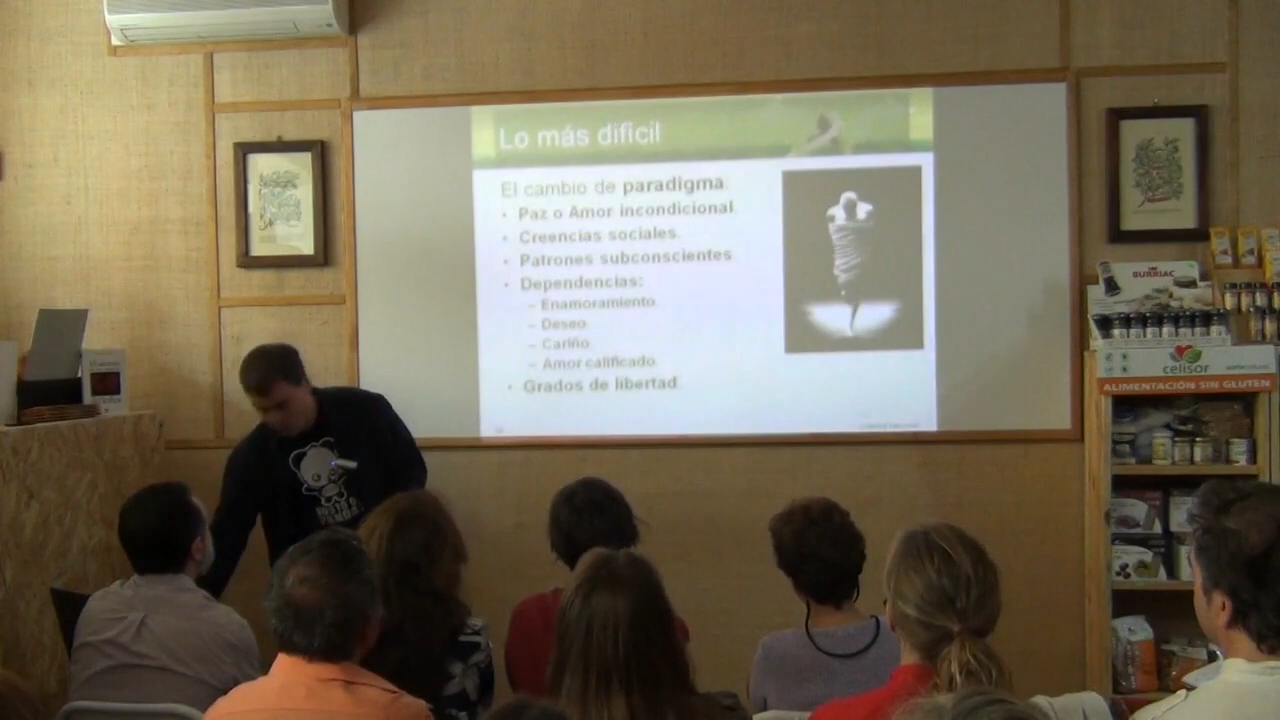 Lo más difícil
El cambio de paradigma.
• Paz o Amor incondicional.
• Creencias sociales.
• Patrones subconscientes
• Dependencias:
– Enamoramiento.
– Deseo.
– Cariño.
– Amor calificado.
• Grados de libertad.
BURRIAC
celisor
ALIMENTACIÓN SIN GLUTEN